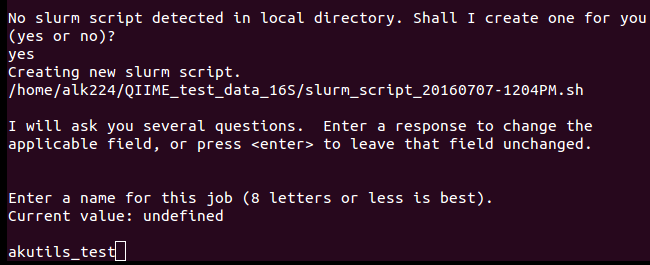 No slurm script detected in local directory. Shall I create one for you
(yes or no)?
yes
Creating new slurm script.
/home/alk224/QIIME_test_data_16S/slurm_script_20160707-1204PM.sh
I will ask you several questions.  Enter a response to change the
applicable field, or press <enter> to leave that field unchanged.
Enter a name for this job (8 letters or less is best).
Current value: undefined
akutils_test